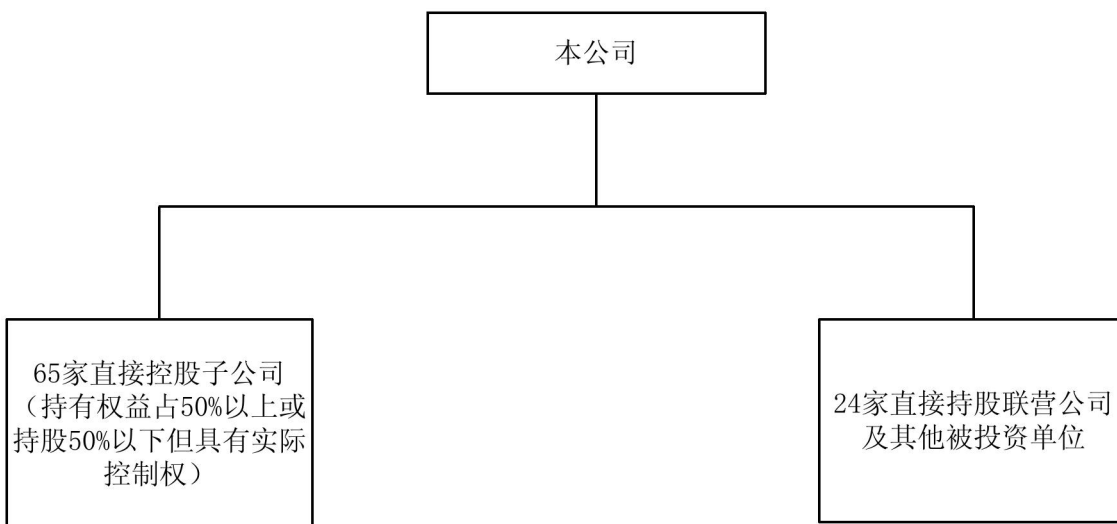 本公司
65家直接控股子公司
（持有权益占50%以上或
持股50%以下但具有实际
控制权）
24家直接持股联营公司
及其他被投资单位